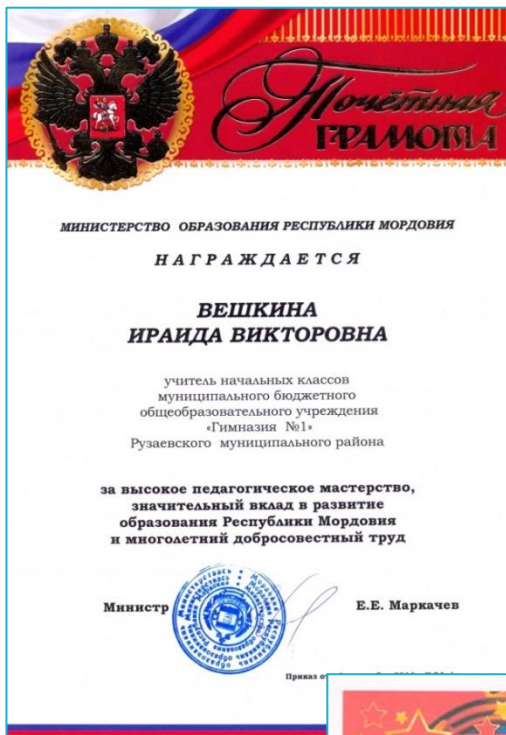 Почётная
ГРАМОТА
МИНИСТЕРСТВО ОБРАЗОВАНИЯ РЕСПУБЛИКИ МОРДОВИЯ
НАГРАЖДАЕТСЯ
ВЕШКИНА
ИРАИДА ВИКТОРОВНА
учитель начальных классов
муниципального бюджетного
общеобразовательного учреждения
«Гимназия №1»
Рузаевского муниципального района
за высокое педагогическое мастерство,
значительный вклад в развитие
образования Республики Мордовия
и многолетний добросовестный труд
Министр Е.Е. Маркачев
Приказ